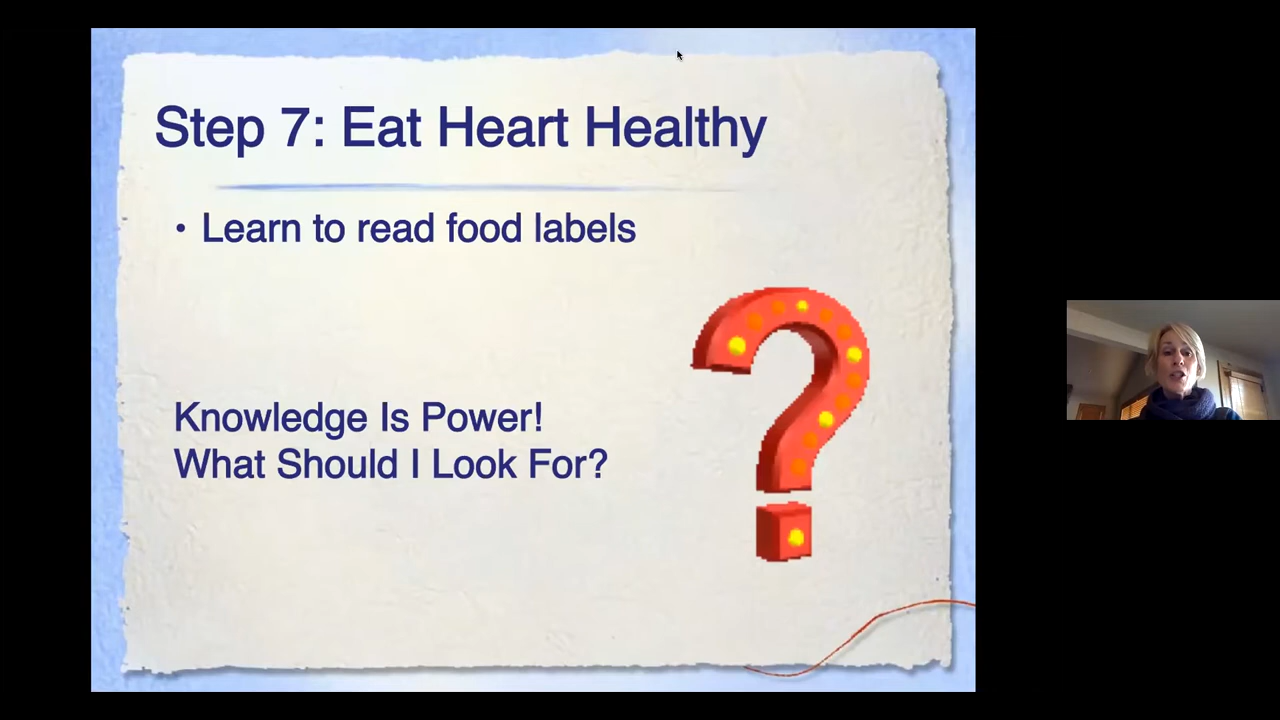 Step 7: Eat Heart Healthy
• Learn to read food labels
Knowledge Is Power!
What Should I Look For?